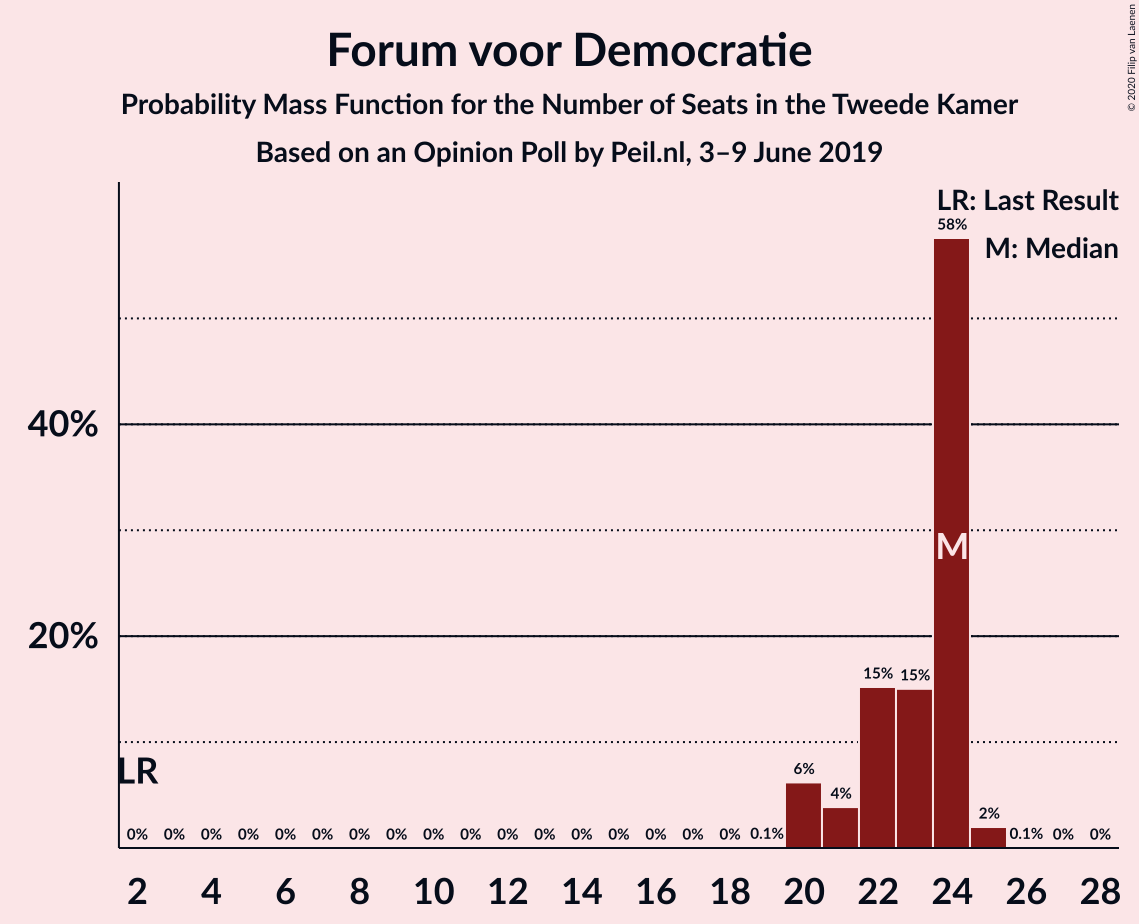 Forum voor Democratie
Probability Mass Function for the Number of Seats in the Tweede Kamer
Based on an Opinion Poll by Peil.nl, 3–9 June 2019
© 2020 Filip van Laenen
LR: Last Result
M: Median
58%
40%
M
20%
15% 15%
LR
6% 4% 2%
0% 0% 0% 0% 0% 0% 0% 0% 0% 0% 0% 0% 0% 0% 0% 0% 0% 0.1% 0.1% 0% 0%
2 4 6 8 10 12 14 16 18 20 22 24 26 28